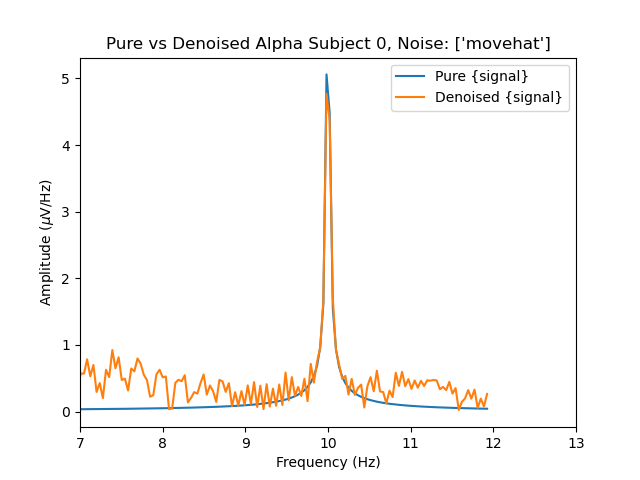 Pure vs Denoised Alpha Subject 0, Noise: ['movehat']
Pure {signal}
Denoised {signal}
Amplitude (μV/Hz)
5
4
3
2
1
0
7
8
9
10
11
12
13
Frequency (Hz)